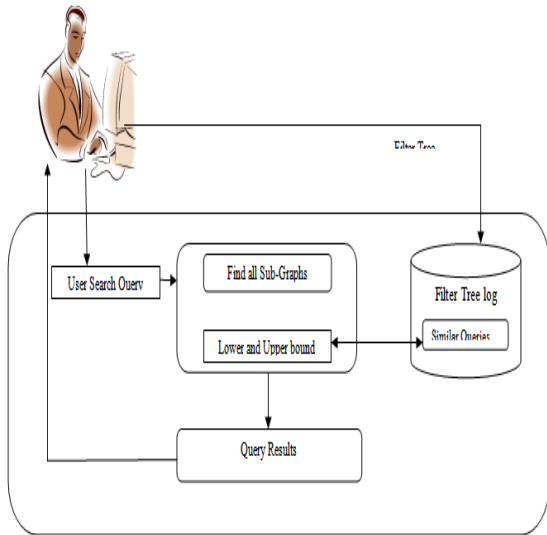 Filter Tree
User Search Query
Find all Sub-Graphs
Filter Tree log
Similar Queries
Lower and Upper bound
Query Results